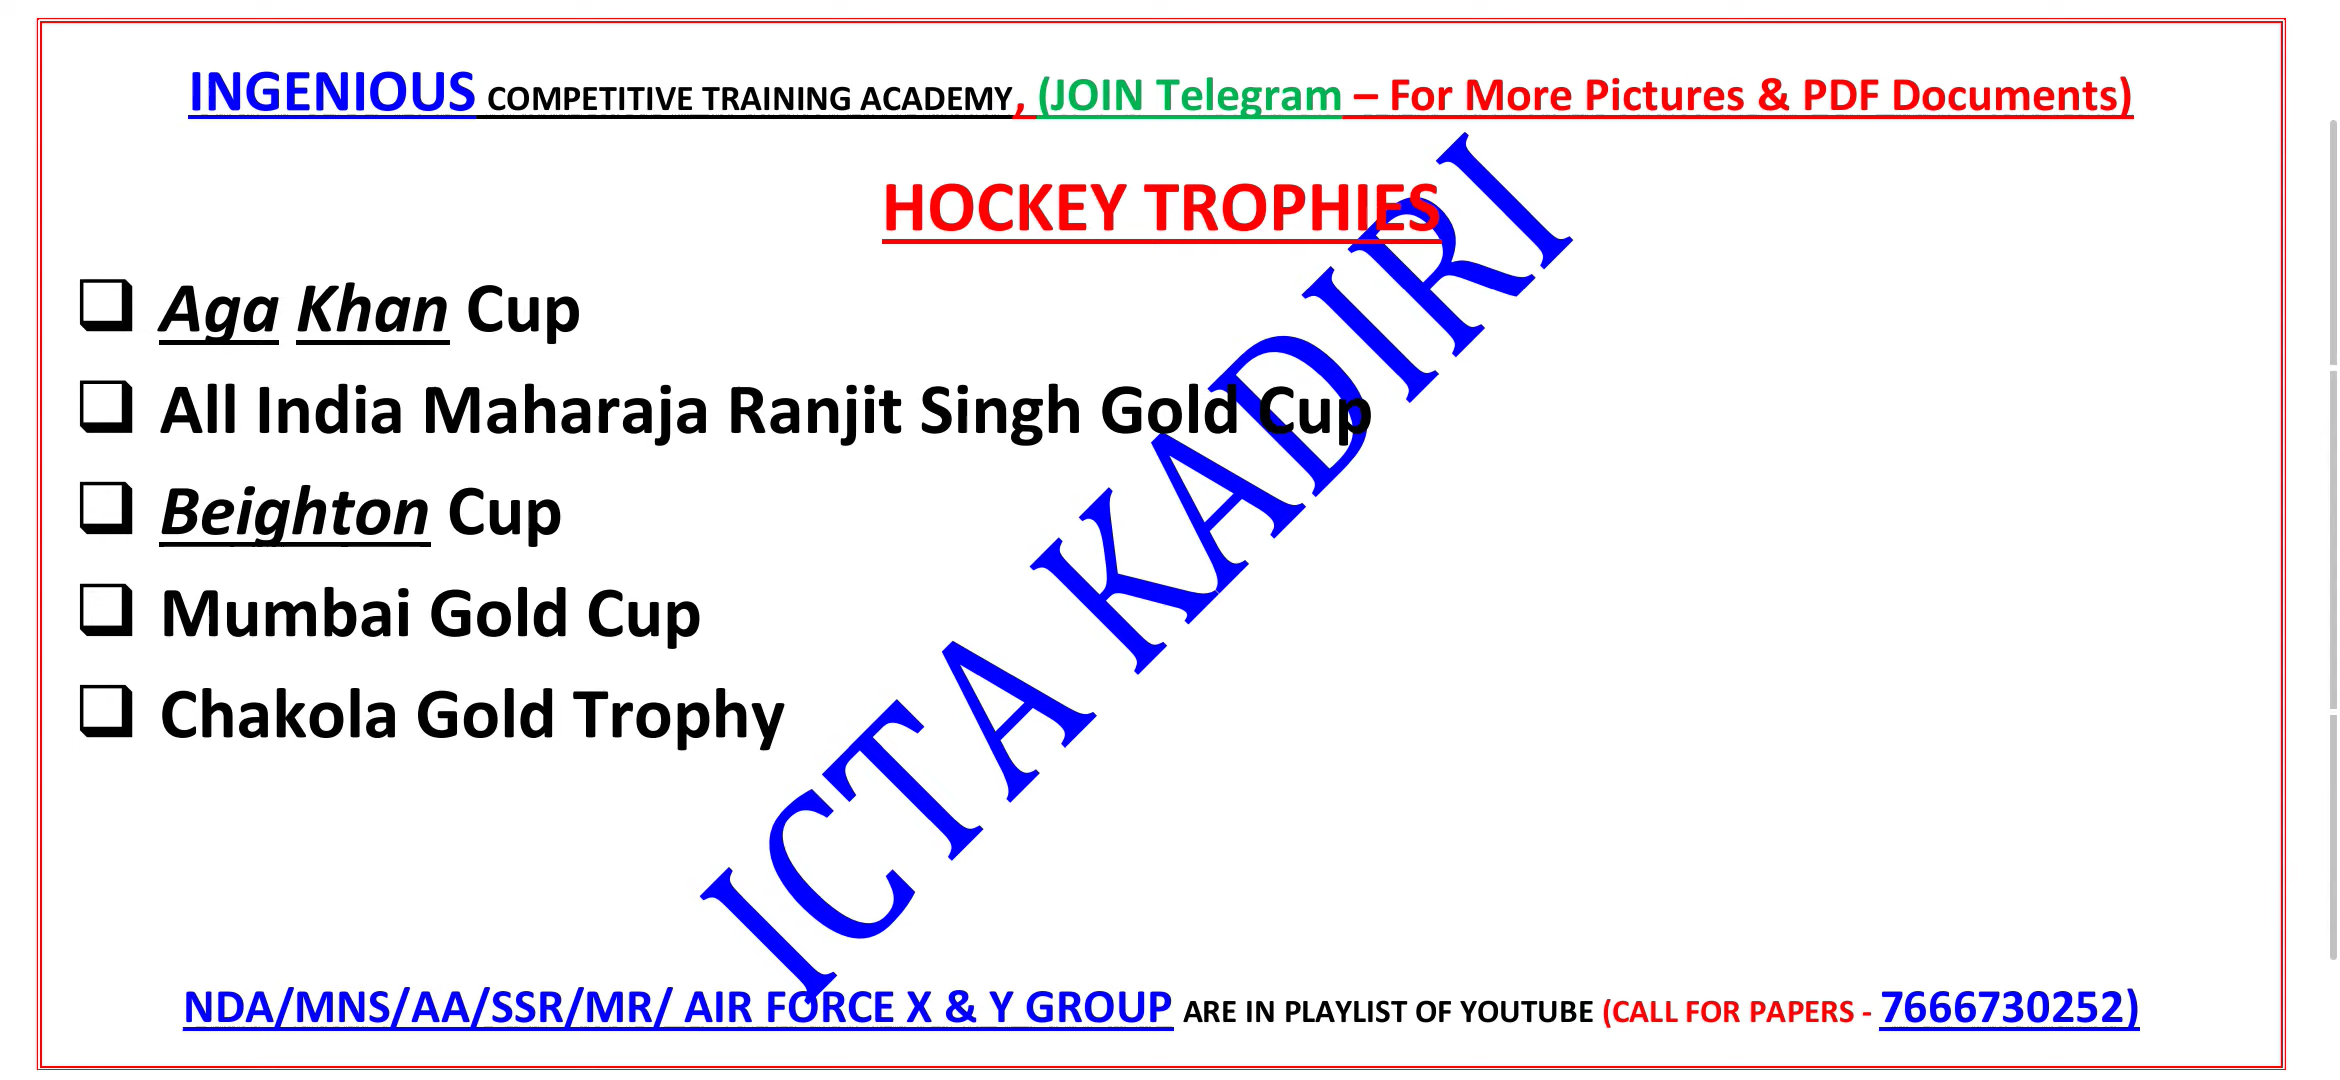 INGENIOUS COMPETITIVE TRAINING ACADEMY, (JOIN Telegram – For More Pictures & PDF Documents)
HOCKEY TROPHIES
Aga Khan Cup
All India Maharaja Ranjit Singh Gold Cup
Beighton Cup
Mumbai Gold Cup
Chakola Gold Trophy
ICTA KADIRI
NDA/MNS/AA/SSR/MR/ AIR FORCE X & Y GROUP ARE IN PLAYLIST OF YOUTUBE (CALL FOR PAPERS - 7666730252)